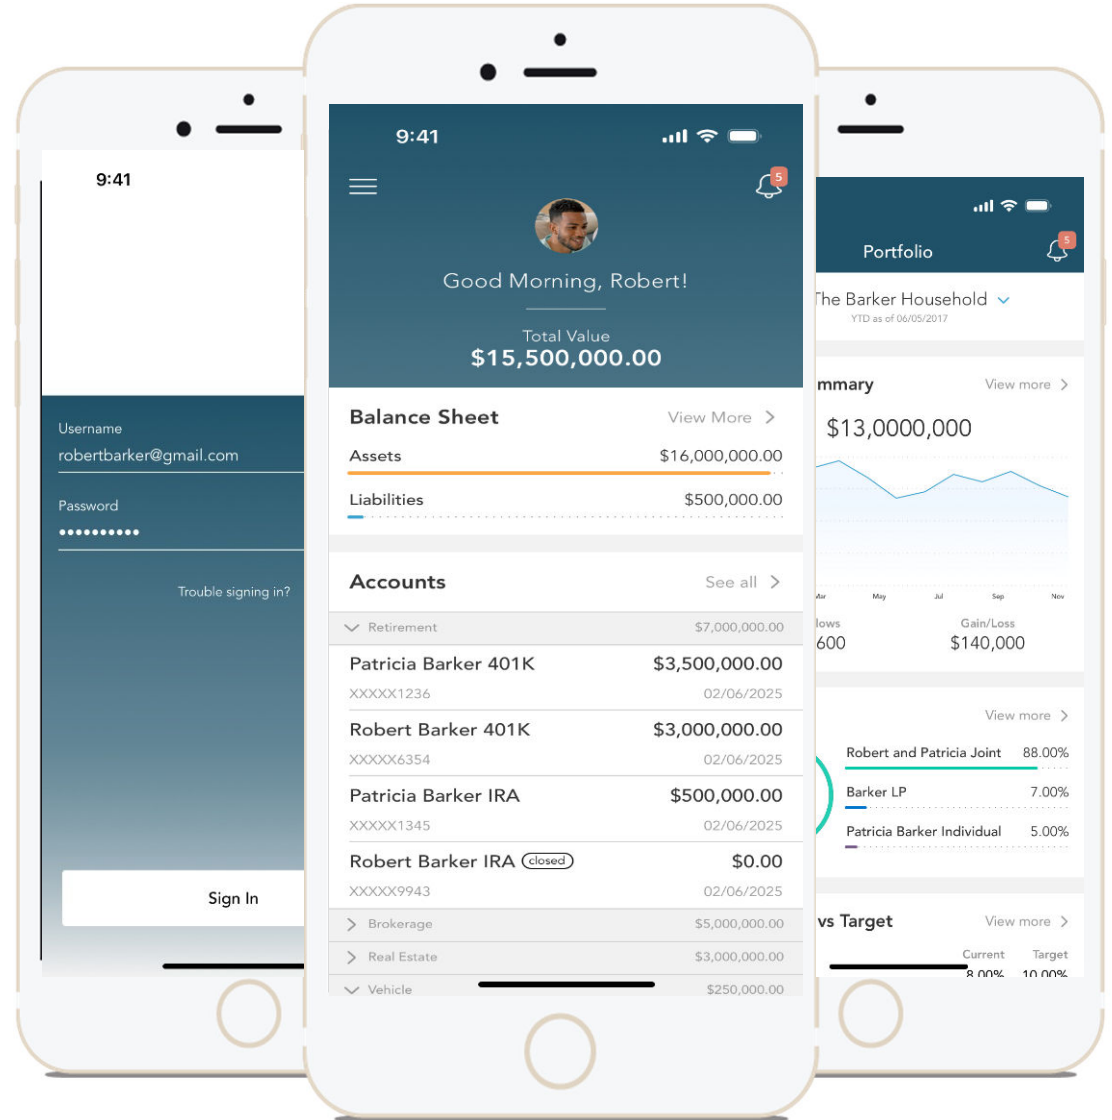 9:41
Username
robertbarker@gmail.com
Password
Trouble signing in?
Sign In
9:41
5
Good Morning, Robert!
Total Value
$15,500,000.00
Balance Sheet View More
Assets $16,000,000.00
Liabilities $500,000.00
Accounts See all
Retirement $7,000,000.00
Patricia Barker 401K $3,500,000.00
XXXXX1236 02/06/2025
Robert Barker 401K $3,000,000.00
XXXXX6354 02/06/2025
Patricia Barker IRA $500,000.00
XXXXX1345 02/06/2025
Robert Barker IRA closed $0.00
XXXXX9943 02/06/2025
Brokerage $5,000,000.00
Real Estate $3,000,000.00
Vehicle $250,000.00
5
Portfolio
The Barker Household
YTD as of 06/05/2017
mmary View more
$13,0000,000
Mar May Jul Sep Nov
lows Gain/Loss
600 $140,000
View more
Robert and Patricia Joint 88.00%
Barker LP 7.00%
Patricia Barker Individual 5.00%
vs Target View more
Current Target
8.00% 10.00%